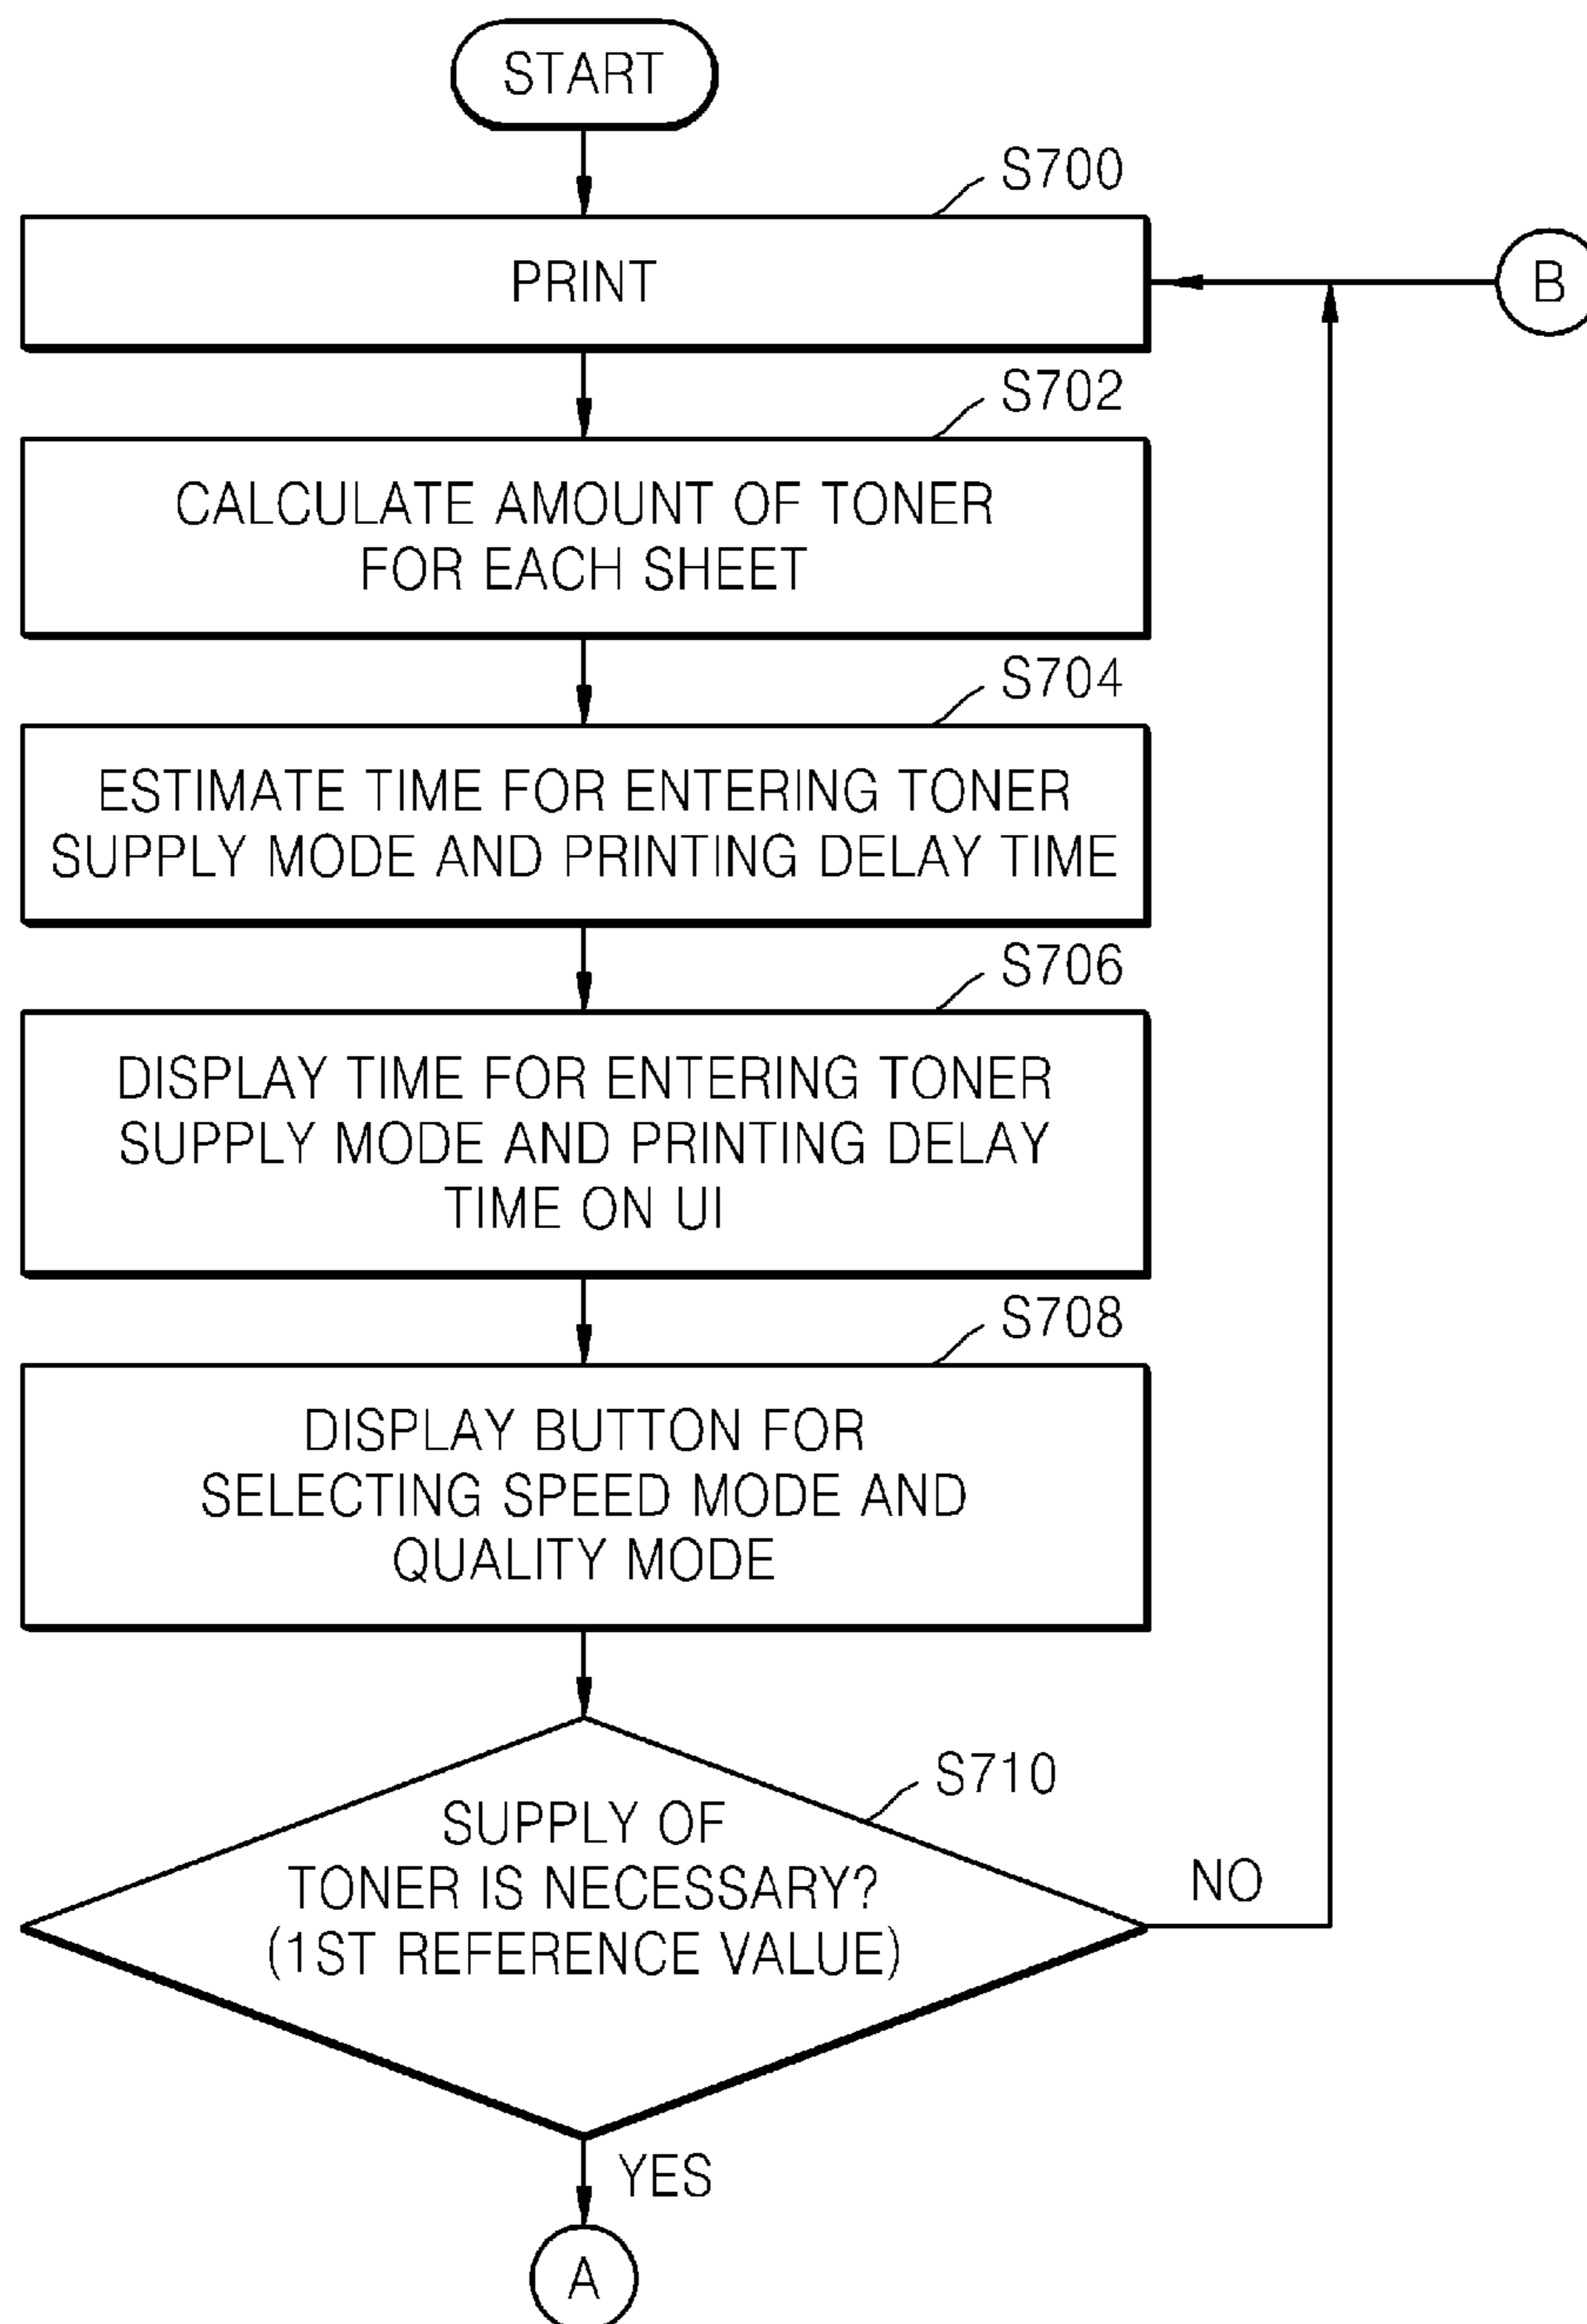 START
S700
PRINT
B
S702
CALCULATE AMOUNT OF TONER
FOR EACH SHEET
S704
ESTIMATE TIME FOR ENTERING TONER
SUPPLY MODE AND PRINTING DELAY TIME
S706
DISPLAY TIME FOR ENTERING TONER
SUPPLY MODE AND PRINTING DELAY
TIME ON UI
S708
DISPLAY BUTTON FOR
SELECTING SPEED MODE AND
QUALITY MODE
S710
SUPPLY OF
TONER IS NECESSARY?
(1ST REFERENCE VALUE)
NO
YES
A